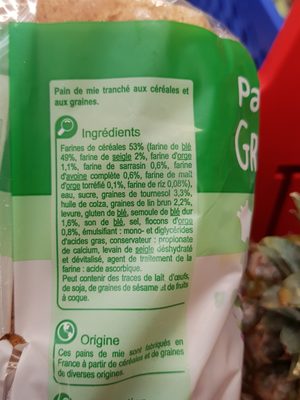 Pain de mie tranché aux céréales et
aux graines.
Ingrédients
Farines de céréales 53% (farine de blé
49%, farine de seigle 2%, farine d'orge
1,1%, farine de sarrasin 0,6%, farine
d'avoine complète 0,6%, farine de malt
d'orge torréfié 0,1%, farine de riz 0,08%),
eau, sucre, graines de tournesol 3,3%,
huile de colza, graines de lin brun 2,2%,
levure, gluten de blé, semoule de blé dur
1,6%, son de blé, sel, flocons d'orge
0,8%, émulsifiant : mono- et diglycérides
d'acides gras, conservateur : propionate
de calcium, levain de seigle déshydraté
et dévitalisé, agent de traitement de la
farine : acide ascorbique.
Peut contenir des traces de lait d'œufs,
de soja, de graines de sésame et de fruits
à coque.
Origine
Ces pains de mie sont fabriqués en
France à partir de céréales et de graines
de diverses origines.
Pa
GR